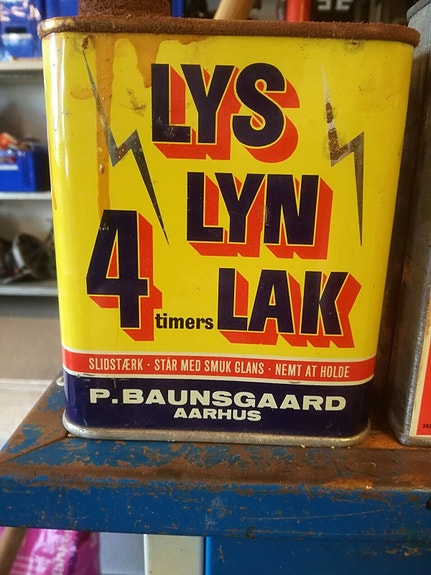 LYS
LYN
4 timers LAK
SLIDSTÆRK · STÅR MED SMUK GLANS · NEMT AT HOLDE
P. BAUNSGAARD
AARHUS